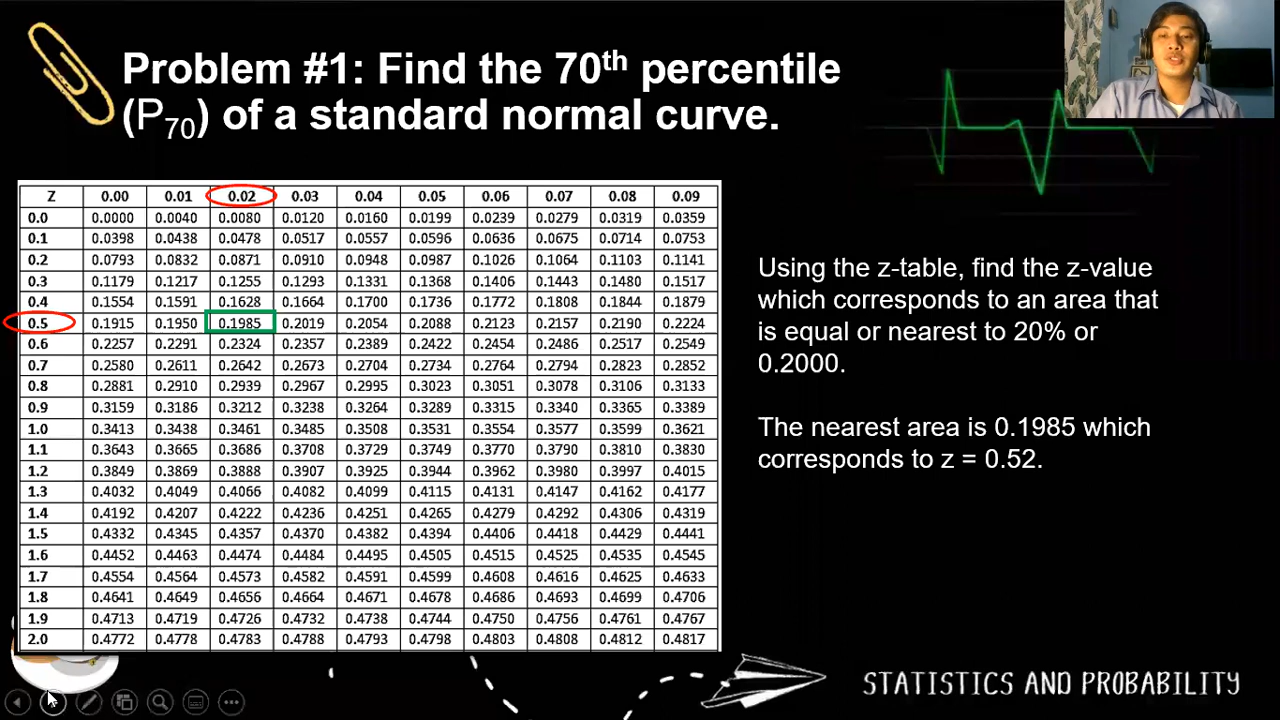 Problem #1: Find the 70th percentile
(P70) of a standard normal curve.
Z 0.00 0.01 0.02 0.03 0.04 0.05 0.06 0.07 0.08 0.09
0.0 0.0000 0.0040 0.0080 0.0120 0.0160 0.0199 0.0239 0.0279 0.0319 0.0359
0.1 0.0398 0.0438 0.0478 0.0517 0.0557 0.0596 0.0636 0.0675 0.0714 0.0753
0.2 0.0793 0.0832 0.0871 0.0910 0.0948 0.0987 0.1026 0.1064 0.1103 0.1141
0.3 0.1179 0.1217 0.1255 0.1293 0.1331 0.1368 0.1406 0.1443 0.1480 0.1517
0.4 0.1554 0.1591 0.1628 0.1664 0.1700 0.1736 0.1772 0.1808 0.1844 0.1879
0.5 0.1915 0.1950 0.1985 0.2019 0.2054 0.2088 0.2123 0.2157 0.2190 0.2224
0.6 0.2257 0.2291 0.2324 0.2357 0.2389 0.2422 0.2454 0.2486 0.2517 0.2549
0.7 0.2580 0.2611 0.2642 0.2673 0.2704 0.2734 0.2764 0.2794 0.2823 0.2852
0.8 0.2881 0.2910 0.2939 0.2967 0.2995 0.3023 0.3051 0.3078 0.3106 0.3133
0.9 0.3159 0.3186 0.3212 0.3238 0.3264 0.3289 0.3315 0.3340 0.3365 0.3389
1.0 0.3413 0.3438 0.3461 0.3485 0.3508 0.3531 0.3554 0.3577 0.3599 0.3621
1.1 0.3643 0.3665 0.3686 0.3708 0.3729 0.3749 0.3770 0.3790 0.3810 0.3830
1.2 0.3849 0.3869 0.3888 0.3907 0.3925 0.3944 0.3962 0.3980 0.3997 0.4015
1.3 0.4032 0.4049 0.4066 0.4082 0.4099 0.4115 0.4131 0.4147 0.4162 0.4177
1.4 0.4192 0.4207 0.4222 0.4236 0.4251 0.4265 0.4279 0.4292 0.4306 0.4319
1.5 0.4332 0.4345 0.4357 0.4370 0.4382 0.4394 0.4406 0.4418 0.4429 0.4441
1.6 0.4452 0.4463 0.4474 0.4484 0.4495 0.4505 0.4515 0.4525 0.4535 0.4545
1.7 0.4554 0.4564 0.4573 0.4582 0.4591 0.4599 0.4608 0.4616 0.4625 0.4633
1.8 0.4641 0.4649 0.4656 0.4664 0.4671 0.4678 0.4686 0.4693 0.4699 0.4706
1.9 0.4713 0.4719 0.4726 0.4732 0.4738 0.4744 0.4750 0.4756 0.4761 0.4767
2.0 0.4772 0.4778 0.4783 0.4788 0.4793 0.4798 0.4803 0.4808 0.4812 0.4817
Using the z-table, find the z-value
which corresponds to an area that
is equal or nearest to 20% or
0.2000.
The nearest area is 0.1985 which
corresponds to z = 0.52.
STATISTICS AND PROBABILITY